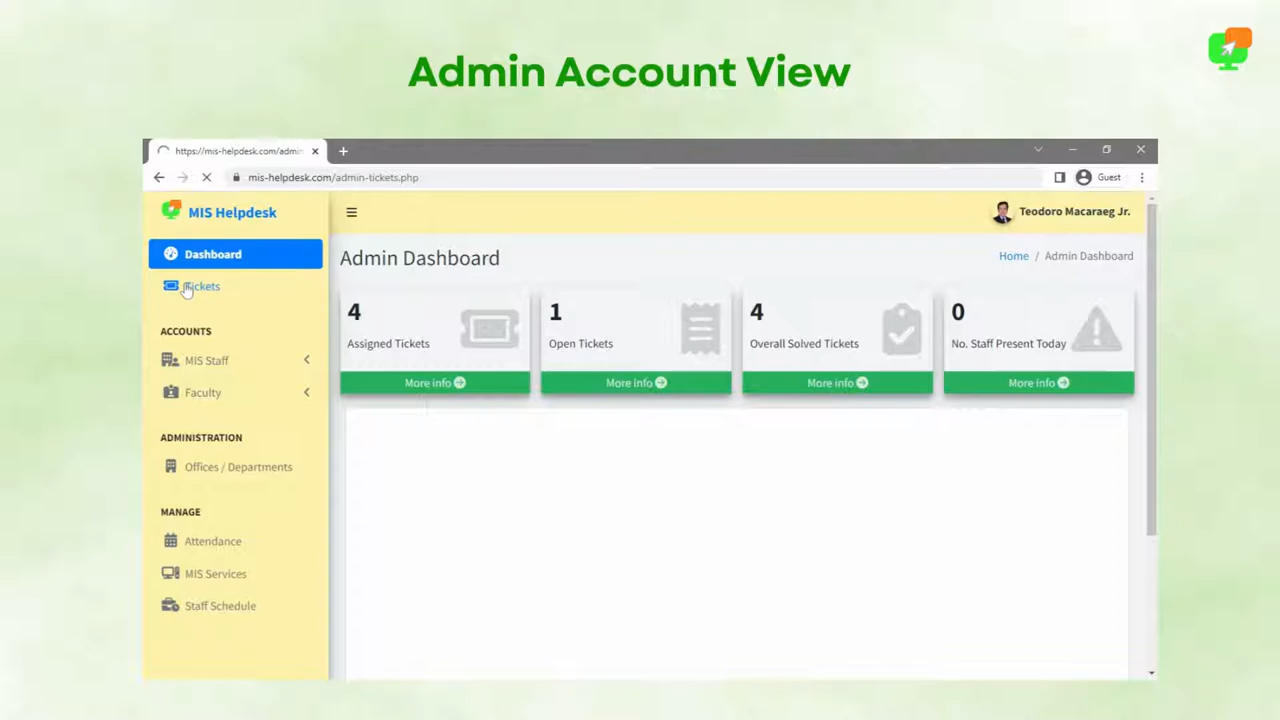 Admin Account View
https://mis-helpdesk.com/admin
mis-helpdesk.com/admin-tickets.php
Guest
MIS Helpdesk
Teodoro Macaraeg Jr.
Dashboard
Tickets
ACCOUNTS
MIS Staff
Faculty
ADMINISTRATION
Offices / Departments
MANAGE
Attendance
MIS Services
Staff Schedule
Admin Dashboard
Home / Admin Dashboard
4
Assigned Tickets
More info
1
Open Tickets
More info
4
Overall Solved Tickets
More info
0
No. Staff Present Today
More info